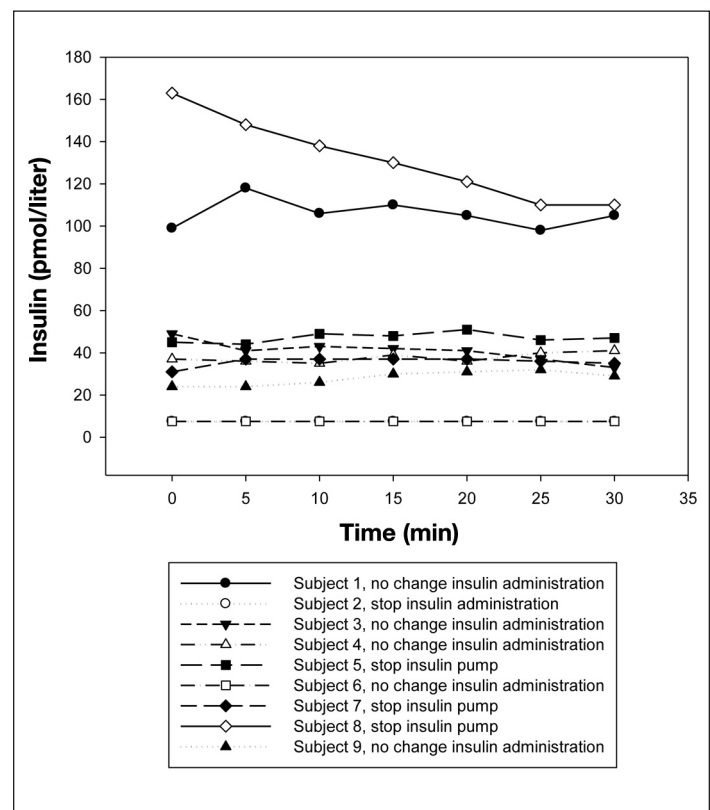 180
160
140
120
100
80
60
40
20
0
Insulin (pmol/liter)
0 5 10 15 20 25 30 35
Time (min)
Subject 1, no change insulin administration
Subject 2, stop insulin administration
Subject 3, no change insulin administration
Subject 4, no change insulin administration
Subject 5, stop insulin pump
Subject 6, no change insulin administration
Subject 7, stop insulin pump
Subject 8, stop insulin pump
Subject 9, no change insulin administration